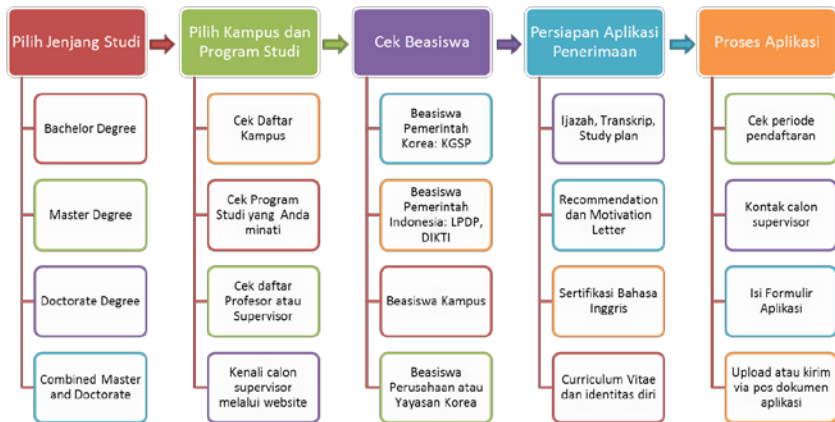 Pilih Jenjang Studi
Bachelor Degree
Master Degree
Doctorate Degree
Combined Master
and Doctorate
Pilih Kampus dan
Program Studi
Cek Daftar
Kampus
Cek Program
Studi yang Anda
minati
Cek daftar
Profesor atau
Supervisor
Kenali calon
supervisor
melalui website
Cek Beasiswa
Beasiswa
Pemerintah
Korea: KGSP
Beasiswa
Pemerintah
Indonesia: LPDP,
DIKTI
Beasiswa Kampus
Beasiswa
Perusahaan atau
Yayasan Korea
Persiapan Aplikasi
Penerimaan
Ijazah, Transkrip,
Study plan
Recommendation
dan Motivation
Letter
Sertifikasi Bahasa
Inggris
Curriculum Vitae
dan identitas diri
Proses Aplikasi
Cek periode
pendaftaran
Kontak calon
supervisor
Isi Formulir
Aplikasi
Upload atau kirim
via pos dokumen
aplikasi